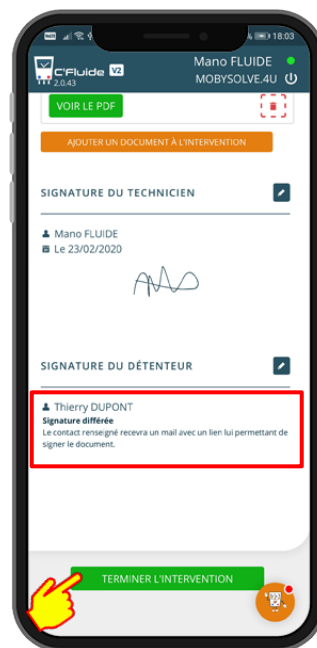 18:03
C'Fluide V2
2.0.43
Mano FLUIDE
MOBYSOLVE.4U
VOIR LE PDF
AJOUTER UN DOCUMENT À L'INTERVENTION
SIGNATURE DU TECHNICIEN
Mano FLUIDE
Le 23/02/2020
SIGNATURE DU DÉTENTEUR
Thierry DUPONT
Signature différée
Le contact renseigné recevra un mail avec un lien lui permettant de
signer le document.
TERMINER L'INTERVENTION